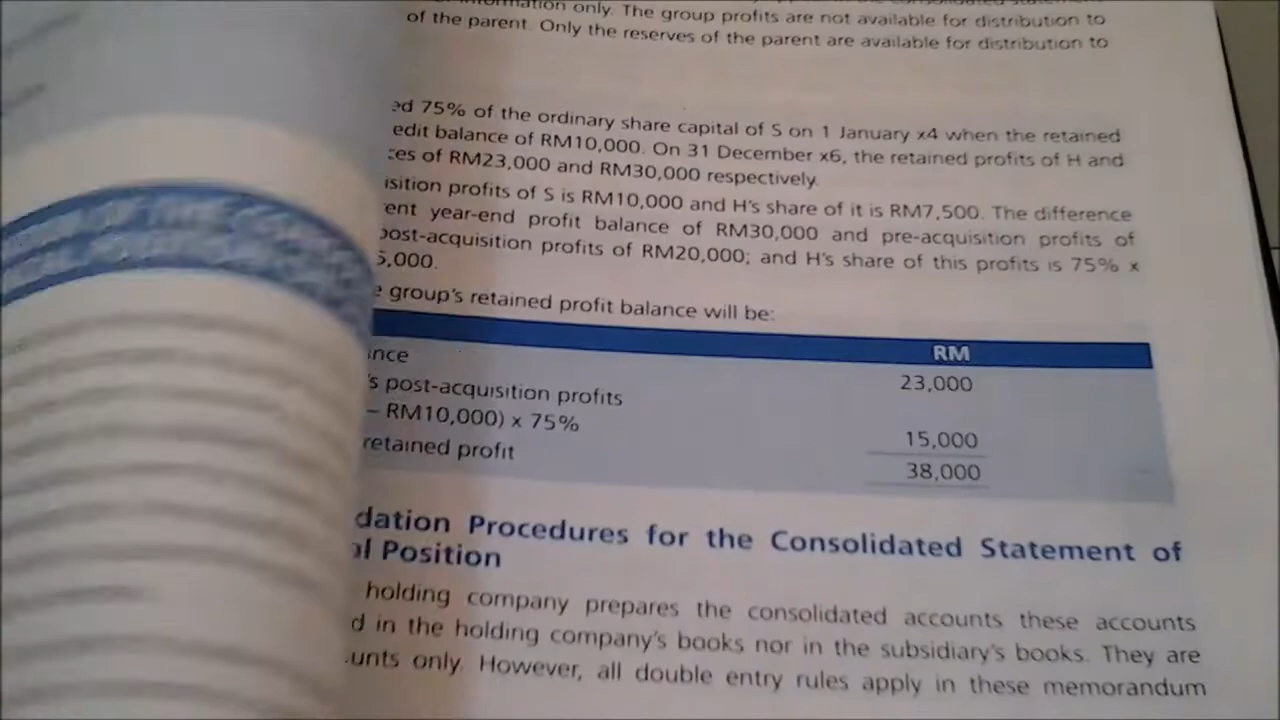 information only. The group profits are not available for distribution to
of the parent. Only the reserves of the parent are available for distribution to
75% of the ordinary share capital of S on 1 January x4 when the retained
edit balance of RM10,000. On 31 December x6, the retained profits of H and
ces of RM23,000 and RM30,000 respectively.
isition profits of S is RM10,000 and H's share of it is RM7,500. The difference
ent year-end profit balance of RM30,000 and pre-acquisition profits of
post-acquisition profits of RM20,000; and H's share of this profits is 75% x
5,000.
group's retained profit balance will be:
RM
ance 23,000
's post-acquisition profits
– RM10,000) x 75% 15,000
retained profit 38,000
dation Procedures for the Consolidated Statement of
al Position
holding company prepares the consolidated accounts these accounts
d in the holding company's books nor in the subsidiary's books. They are
unts only. However, all double entry rules apply in these memorandum